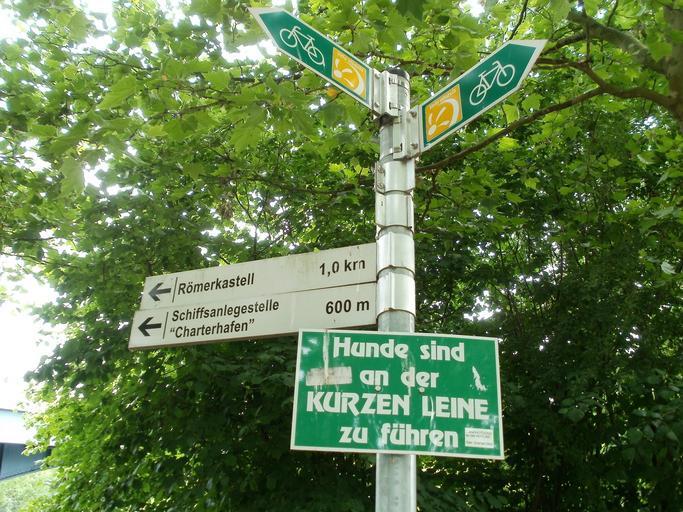 Römerkastell 1,0 km
Schiffsanlegestelle 600 m
"Charterhafen"
Hunde sind
an der
KURZEN LEINE
zu führen